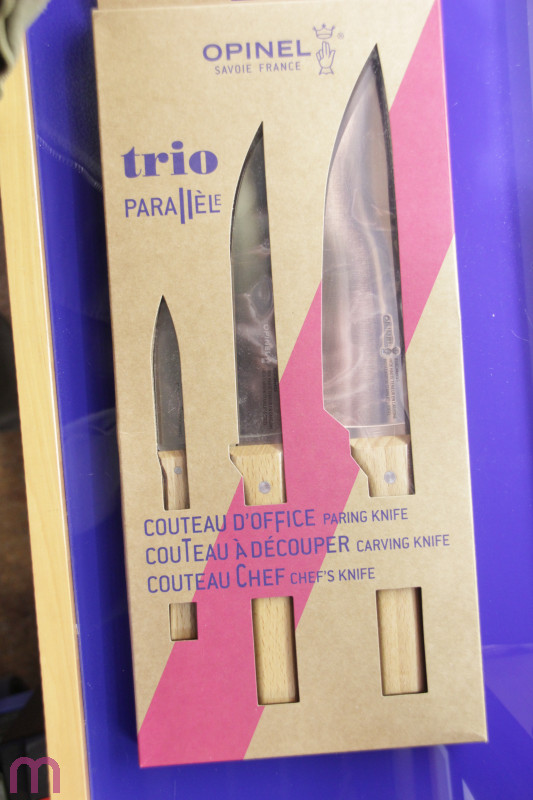 OPINEL
SAVOIE FRANCE
trio
PARALLÈLE
COUTEAU D'OFFICE PARING KNIFE
COUTEAU À DÉCOUPER CARVING KNIFE
COUTEAU CHEF CHEF'S KNIFE
m